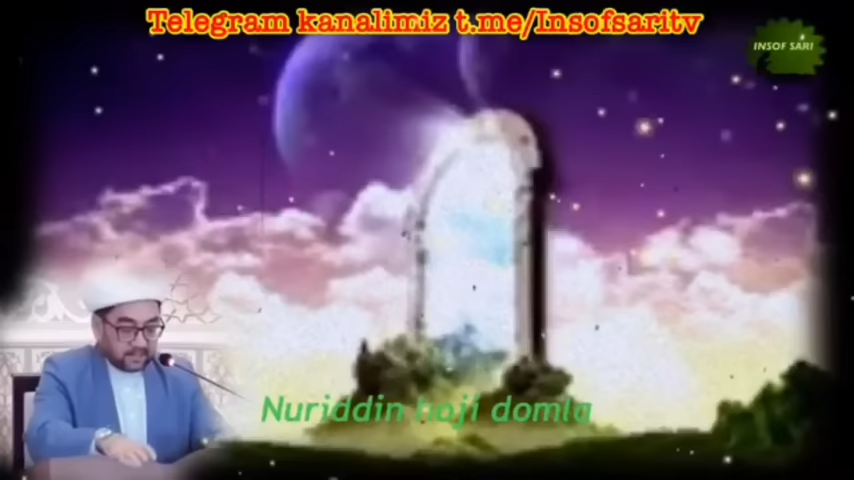 Telegram kanalimiz t.me/Insofsaritv
INSOF SARI
Nuriddin hoji domla